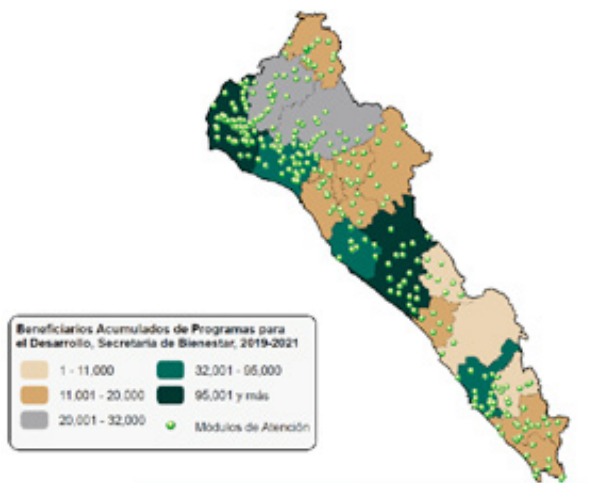 Beneficiarios Acumulados de Programas para
el Desarrollo, Secretaría de Bienestar, 2019-2021
1 - 11,000
11,001 - 20,000
20,001 - 32,000
32,001 - 95,000
95,001 y más
Módulos de Atención